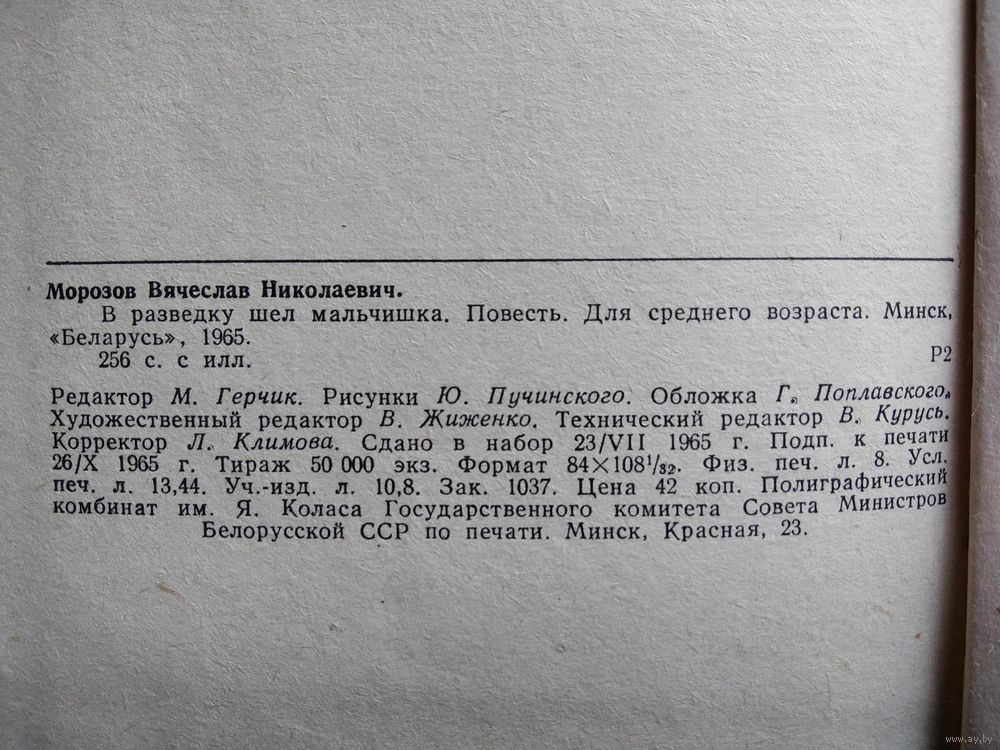 Морозов Вячеслав Николаевич.
В разведку шел мальчишка. Повесть. Для среднего возраста. Минск,
«Беларусь», 1965.
256 с. с илл.
Р2
Редактор М. Герчик. Рисунки Ю. Пучинского. Обложка Г. Поплавского.
Художественный редактор В. Жиженко. Технический редактор В. Курусь.
Корректор Л. Климова. Сдано в набор 23/VII 1965 г. Подп. к печати
26/X 1965 г. Тираж 50 000 экз. Формат 84×108¹/₃₂. Физ. печ. л. 8. Усл.
печ. л. 13,44. Уч.-изд. л. 10,8. Зак. 1037. Цена 42 коп. Полиграфический
комбинат им. Я. Коласа Государственного комитета Совета Министров
Белорусской ССР по печати. Минск, Красная, 23.
www.ay.by